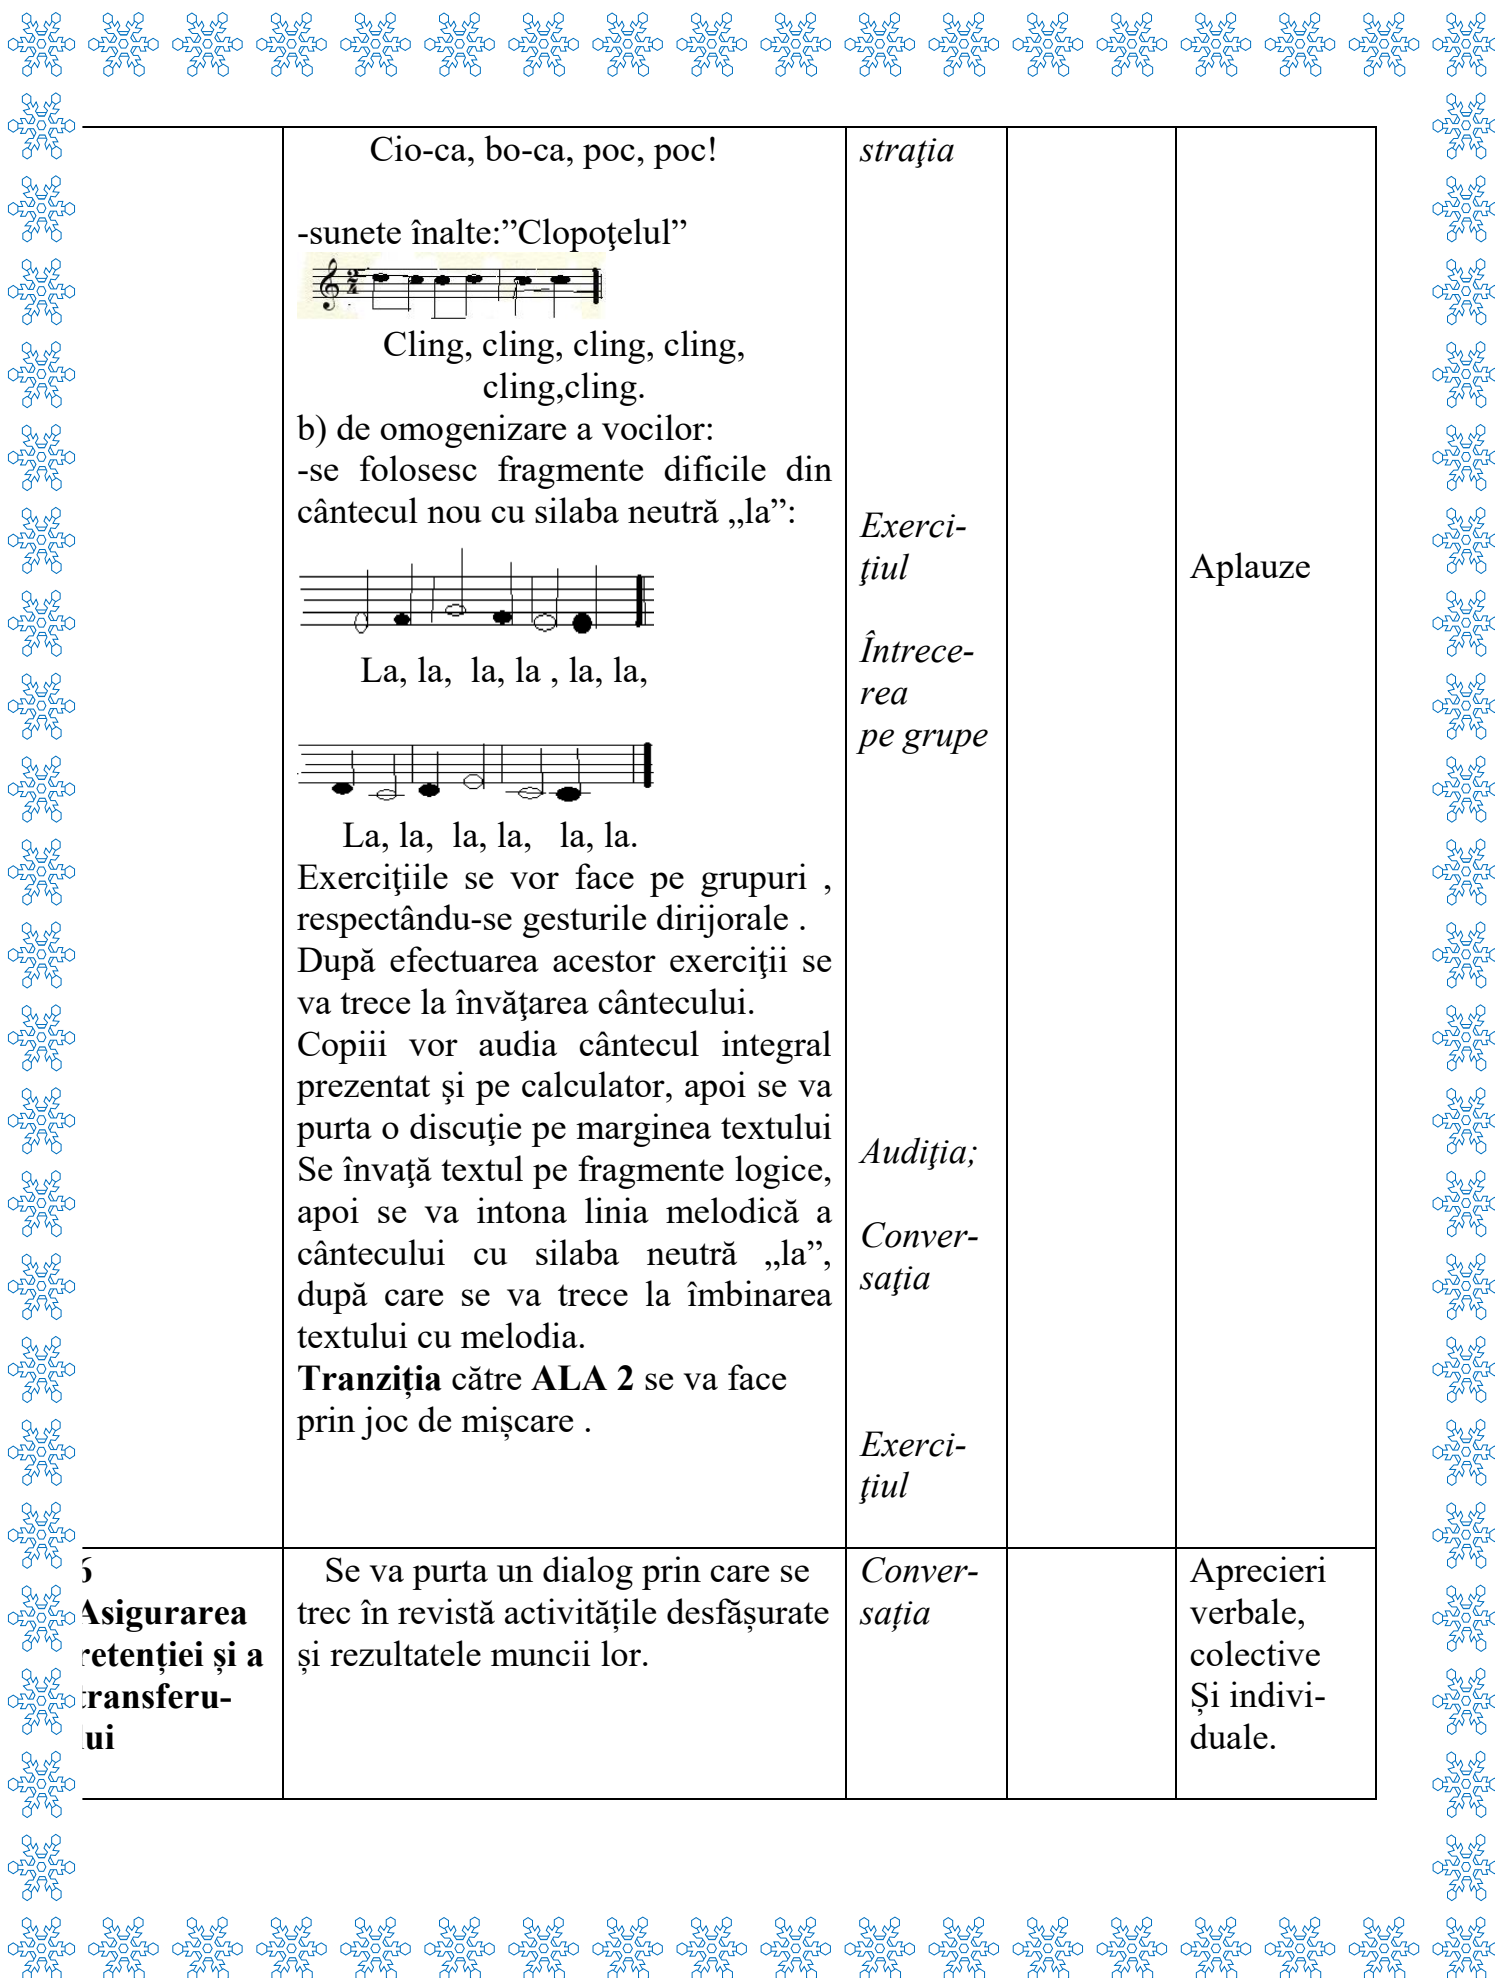 Cio-ca, bo-ca, poc, poc!
-sunete înalte:”Clopoţelul”
Cling, cling, cling, cling,
cling,cling.
b) de omogenizare a vocilor:
-se folosesc fragmente dificile din
cântecul nou cu silaba neutră „la”:
La, la, la, la , la, la,
La, la, la, la, la, la.
Exerciţiile se vor face pe grupuri ,
respectându-se gesturile dirijorale .
După efectuarea acestor exerciţii se
va trece la învăţarea cântecului.
Copiii vor audia cântecul integral
prezentat şi pe calculator, apoi se va
purta o discuţie pe marginea textului
Se învaţă textul pe fragmente logice,
apoi se va intona linia melodică a
cântecului cu silaba neutră „la”,
după care se va trece la îmbinarea
textului cu melodia.
Tranziția către ALA 2 se va face
prin joc de mișcare .
straţia
Exerci-
ţiul
Întrece-
rea
pe grupe
Audiţia;
Conver-
saţia
Exerci-
ţiul
Aplauze
6
Asigurarea
retenției și a
transferu-
lui
Se va purta un dialog prin care se
trec în revistă activitățile desfășurate
și rezultatele muncii lor.
Conver-
sația
Aprecieri
verbale,
colective
Și indivi-
duale.